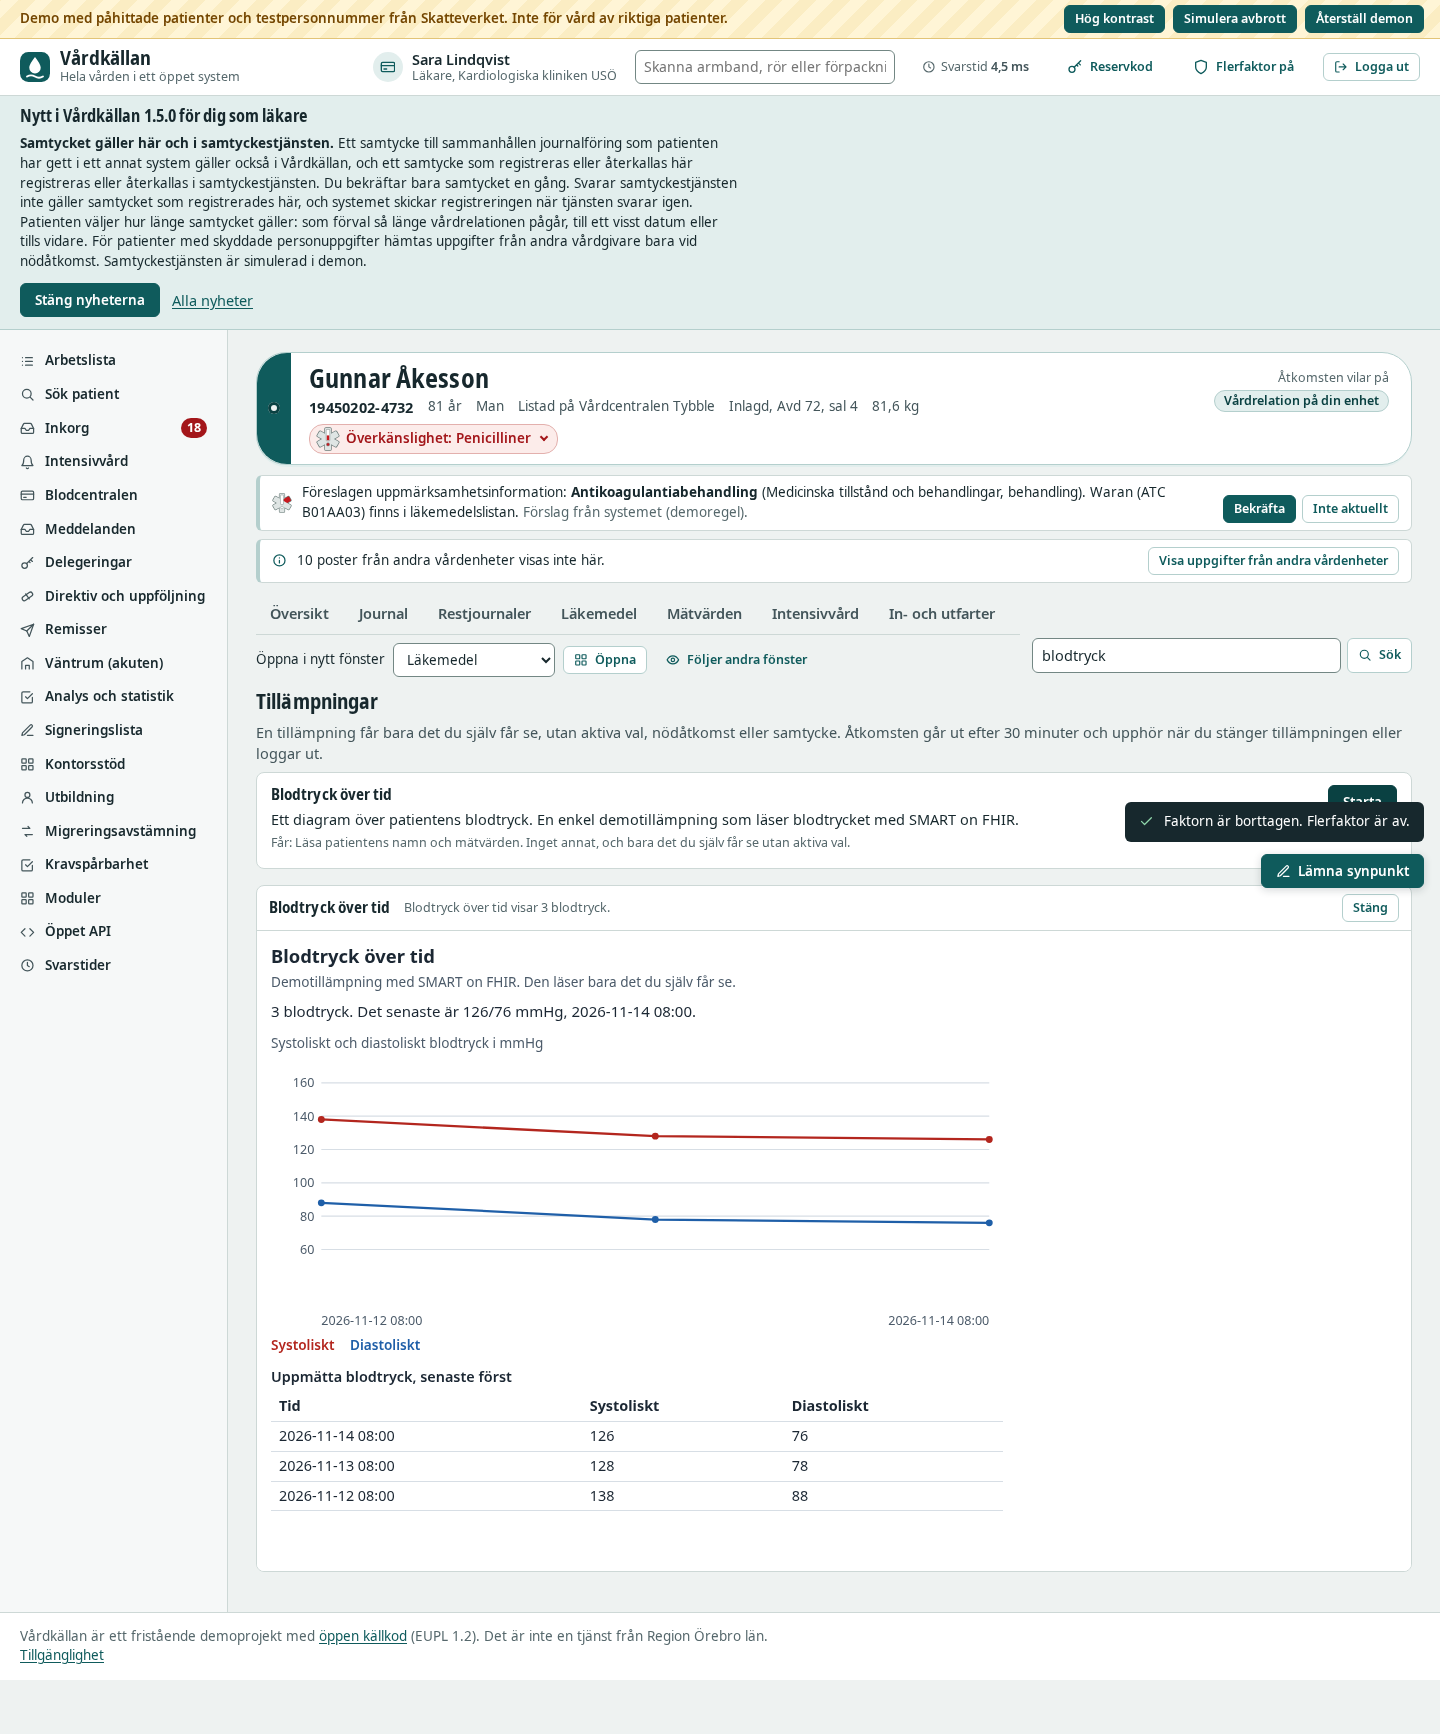 Demo med påhittade patienter och testpersonnummer från Skatteverket. Inte för vård av riktiga patienter.
Hög kontrast
Simulera avbrott
Återställ demon
Vårdkällan
Hela vården i ett öppet system
Sara Lindqvist
Läkare, Kardiologiska kliniken USÖ
Skanna armband, rör eller förpackni
Svarstid 4,5 ms
Reservkod
Flerfaktor på
Logga ut
Nytt i Vårdkällan 1.5.0 för dig som läkare
Samtycket gäller här och i samtyckestjänsten. Ett samtycke till sammanhållen journalföring som patienten
har gett i ett annat system gäller också i Vårdkällan, och ett samtycke som registreras eller återkallas här
registreras eller återkallas i samtyckestjänsten. Du bekräftar bara samtycket en gång. Svarar samtyckestjänsten
inte gäller samtycket som registrerades här, och systemet skickar registreringen när tjänsten svarar igen.
Patienten väljer hur länge samtycket gäller: som förval så länge vårdrelationen pågår, till ett visst datum eller
tills vidare. För patienter med skyddade personuppgifter hämtas uppgifter från andra vårdgivare bara vid
nödåtkomst. Samtyckestjänsten är simulerad i demon.
Stäng nyheterna
Alla nyheter
Arbetslista
Sök patient
Inkorg 18
Intensivvård
Blodcentralen
Meddelanden
Delegeringar
Direktiv och uppföljning
Remisser
Väntrum (akuten)
Analys och statistik
Signeringslista
Kontorsstöd
Utbildning
Migreringsavstämning
Kravspårbarhet
Moduler
Öppet API
Svarstider
Gunnar Åkesson
19450202-4732 81 år Man Listad på Vårdcentralen Tybble Inlagd, Avd 72, sal 4 81,6 kg
Överkänslighet: Penicilliner
Åtkomsten vilar på
Vårdrelation på din enhet
Föreslagen uppmärksamhetsinformation: Antikoagulantiabehandling (Medicinska tillstånd och behandlingar, behandling). Waran (ATC
B01AA03) finns i läkemedelslistan. Förslag från systemet (demoregel).
Bekräfta
Inte aktuellt
10 poster från andra vårdenheter visas inte här.
Visa uppgifter från andra vårdenheter
Översikt
Journal
Restjournaler
Läkemedel
Mätvärden
Intensivvård
In- och utfarter
Öppna i nytt fönster
Läkemedel
Öppna
Följer andra fönster
blodtryck
Sök
Tillämpningar
En tillämpning får bara det du själv får se, utan aktiva val, nödåtkomst eller samtycke. Åtkomsten går ut efter 30 minuter och upphör när du stänger tillämpningen eller
loggar ut.
Blodtryck över tid
Ett diagram över patientens blodtryck. En enkel demotillämpning som läser blodtrycket med SMART on FHIR.
Får: Läsa patientens namn och mätvärden. Inget annat, och bara det du själv får se utan aktiva val.
Starta
Faktorn är borttagen. Flerfaktor är av.
Lämna synpunkt
Blodtryck över tid
Blodtryck över tid visar 3 blodtryck.
Stäng
Blodtryck över tid
Demotillämpning med SMART on FHIR. Den läser bara det du själv får se.
3 blodtryck. Det senaste är 126/76 mmHg, 2026-11-14 08:00.
Systoliskt och diastoliskt blodtryck i mmHg
160
140
120
100
80
60
2026-11-12 08:00
2026-11-14 08:00
Systoliskt
Diastoliskt
Uppmätta blodtryck, senaste först
Tid Systoliskt Diastoliskt
2026-11-14 08:00 126 76
2026-11-13 08:00 128 78
2026-11-12 08:00 138 88
Vårdkällan är ett fristående demoprojekt med öppen källkod (EUPL 1.2). Det är inte en tjänst från Region Örebro län.
Tillgänglighet